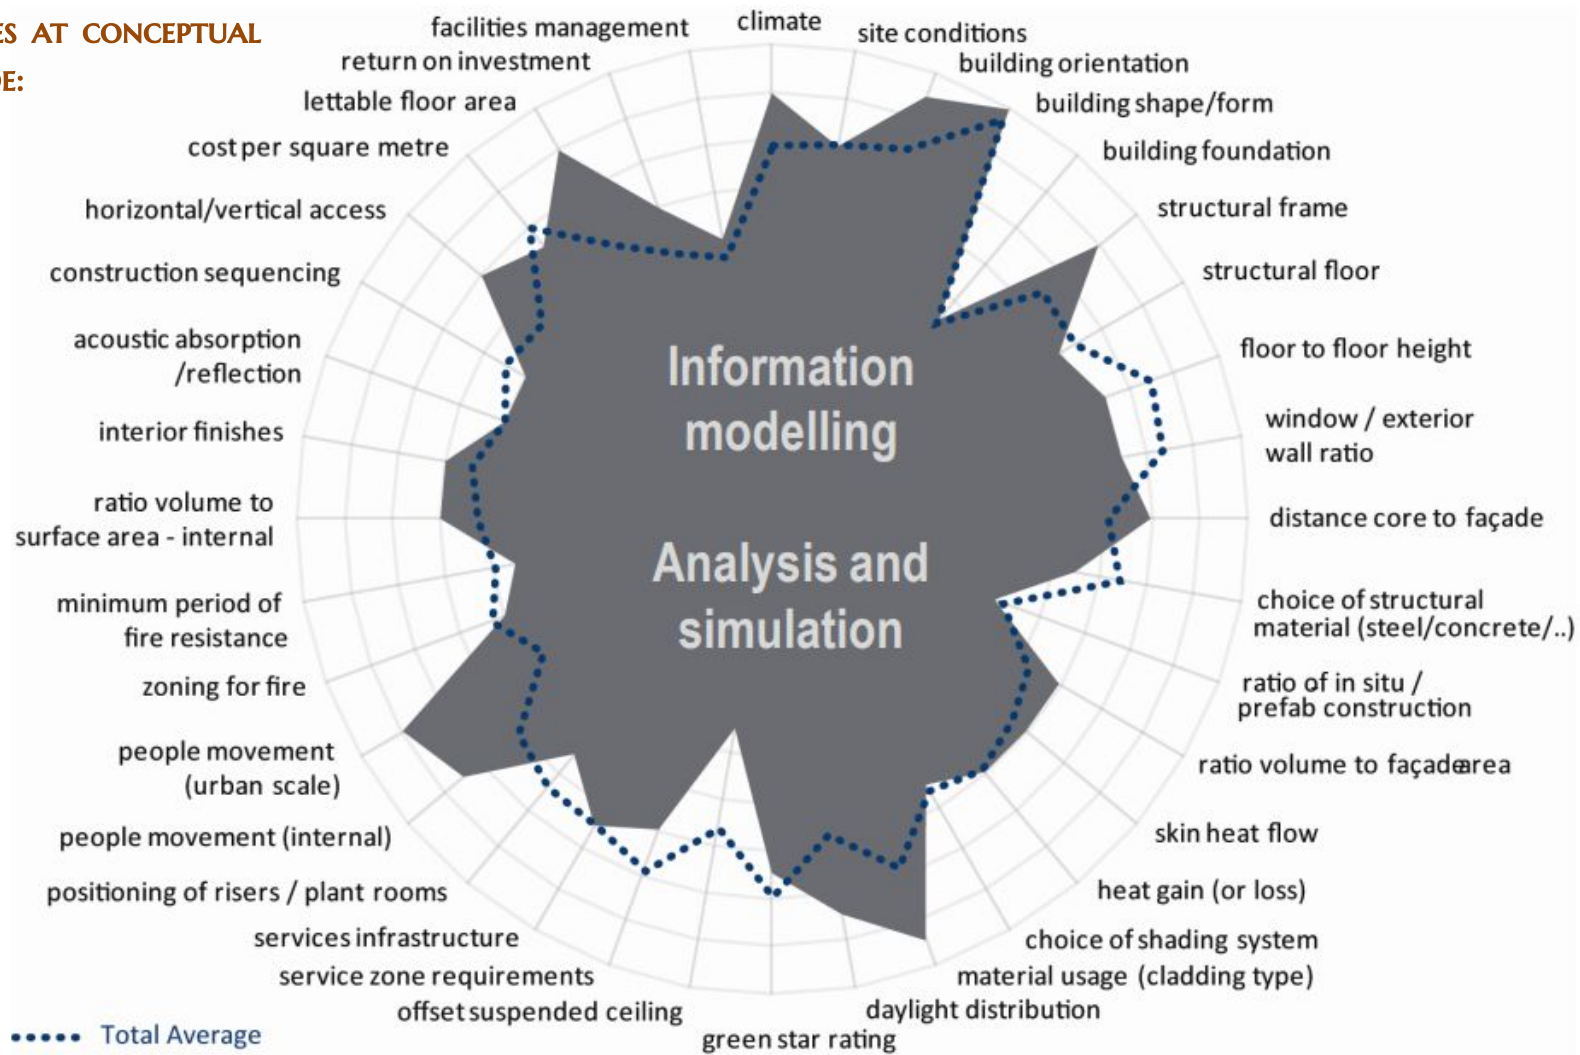 ES AT CONCEPTUAL
DE:
climate
site conditions
building orientation
building shape/form
building foundation
structural frame
structural floor
floor to floor height
window / exterior
wall ratio
distance core to façade
choice of structural
material (steel/concrete/..)
ratio of in situ /
prefab construction
ratio volume to façadearea
skin heat flow
heat gain (or loss)
choice of shading system
material usage (cladding type)
daylight distribution
green star rating
offset suspended ceiling
service zone requirements
services infrastructure
positioning of risers / plant rooms
people movement (internal)
people movement
(urban scale)
zoning for fire
minimum period of
fire resistance
ratio volume to
surface area - internal
interior finishes
acoustic absorption
/reflection
construction sequencing
horizontal/vertical access
cost per square metre
lettable floor area
return on investment
facilities management
Information
modelling
Analysis and
simulation
Total Average